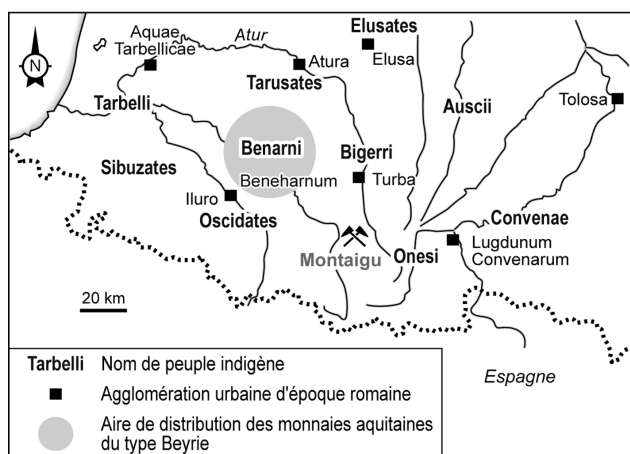 Aquae
Tarbellicae
Atur
Elusates
Elusa
Atura
Tarusates
N
Tarbelli
Auscii
Tolosa
Benarni
Bigerri
Sibuzates
Beneharnum
Turba
Iluro
Oscidates
Convenae
Montaigu
Onesi
Lugdunum
Convenarum
20 km
Espagne
Tarbelli Nom de peuple indigène
Agglomération urbaine d'époque romaine
Aire de distribution des monnaies aquitaines
du type Beyrie